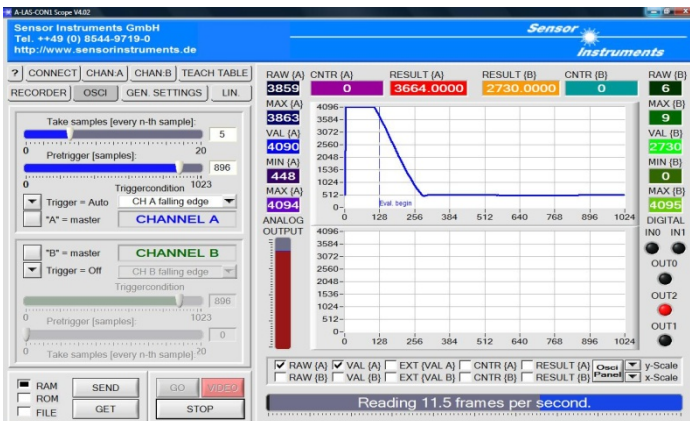 A-LAS-CON1 Scope V4.02
Sensor Instruments GmbH
Tel. ++49 (0) 8544-9719-0
http://www.sensorinstruments.de
Sensor
Instruments
? CONNECT CHAN:A CHAN:B TEACH TABLE
RECORDER OSCI GEN. SETTINGS LIN.
Take samples [every n-th sample]:
5
0 20
Pretrigger [samples]:
896
0 1023
Triggercondition
Trigger = Auto CH A falling edge
"A" = master CHANNEL A
"B" = master CHANNEL B
Trigger = Off CH B falling edge
Triggercondition
896
0 1023
Pretrigger [samples]:
0
0 20
Take samples [every n-th sample]
RAM
ROM
FILE
SEND
GET
GO VIDEO
STOP
RAW {A} CNTR {A} RESULT {A} RESULT {B} CNTR {B} RAW {B}
3859 0 3664.0000 2730.0000 0 6
MAX {A}
3863
VAL {A}
4090
MIN {A}
448
MAX {A}
4094
ANALOG
OUTPUT
4096
3584
3072
2560
2048
1536
1024
512
0
Eval. begin
0 128 256 384 512 640 768 896 1024
4096
3584
3072
2560
2048
1536
1024
512
0
0 128 256 384 512 640 768 896 1024
MAX {B}
9
VAL {B}
2730
MIN {B}
0
MAX {B}
4095
DIGITAL
IN0 IN1
OUT0
OUT2
OUT1
RAW {A} VAL {A} EXT {VAL A} CNTR {A} RESULT {A} Osci y-Scale
RAW {B} VAL {B} EXT {VAL B} CNTR {B} RESULT {B} Panel x-Scale
Reading 11.5 frames per second.